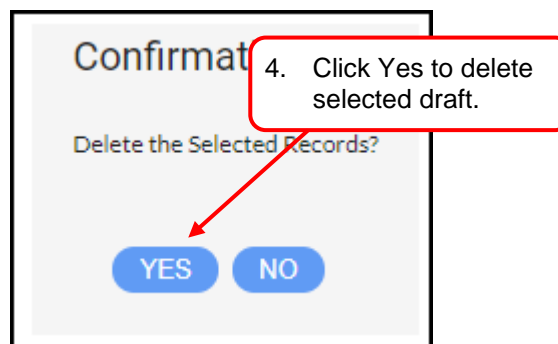 Confirmat
4. Click Yes to delete
selected draft.
Delete the Selected Records?
YES NO